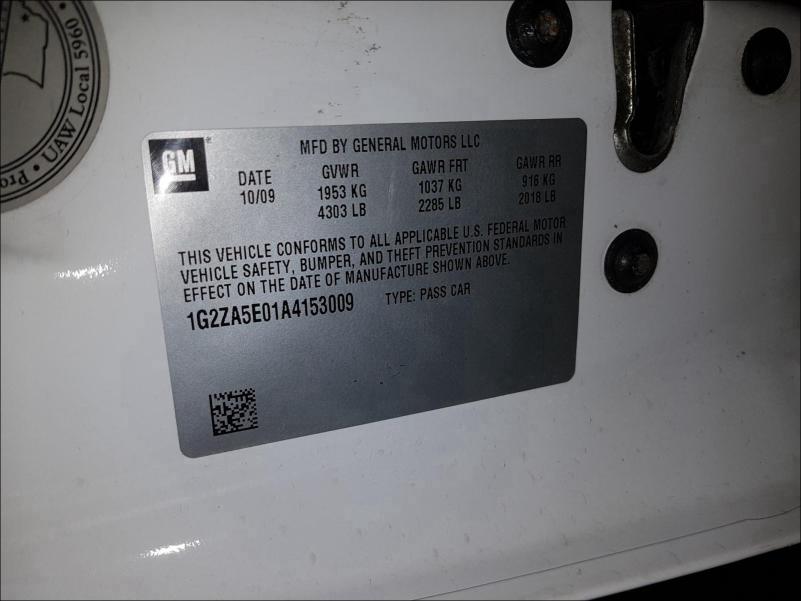 Pro
• UAW Local 5960 •
GM
MFD BY GENERAL MOTORS LLC
DATE GVWR GAWR FRT GAWR RR
10/09 1953 KG 1037 KG 916 KG
4303 LB 2285 LB 2018 LB
THIS VEHICLE CONFORMS TO ALL APPLICABLE U.S. FEDERAL MOTOR
VEHICLE SAFETY, BUMPER, AND THEFT PREVENTION STANDARDS IN
EFFECT ON THE DATE OF MANUFACTURE SHOWN ABOVE.
1G2ZA5E01A4153009 TYPE: PASS CAR